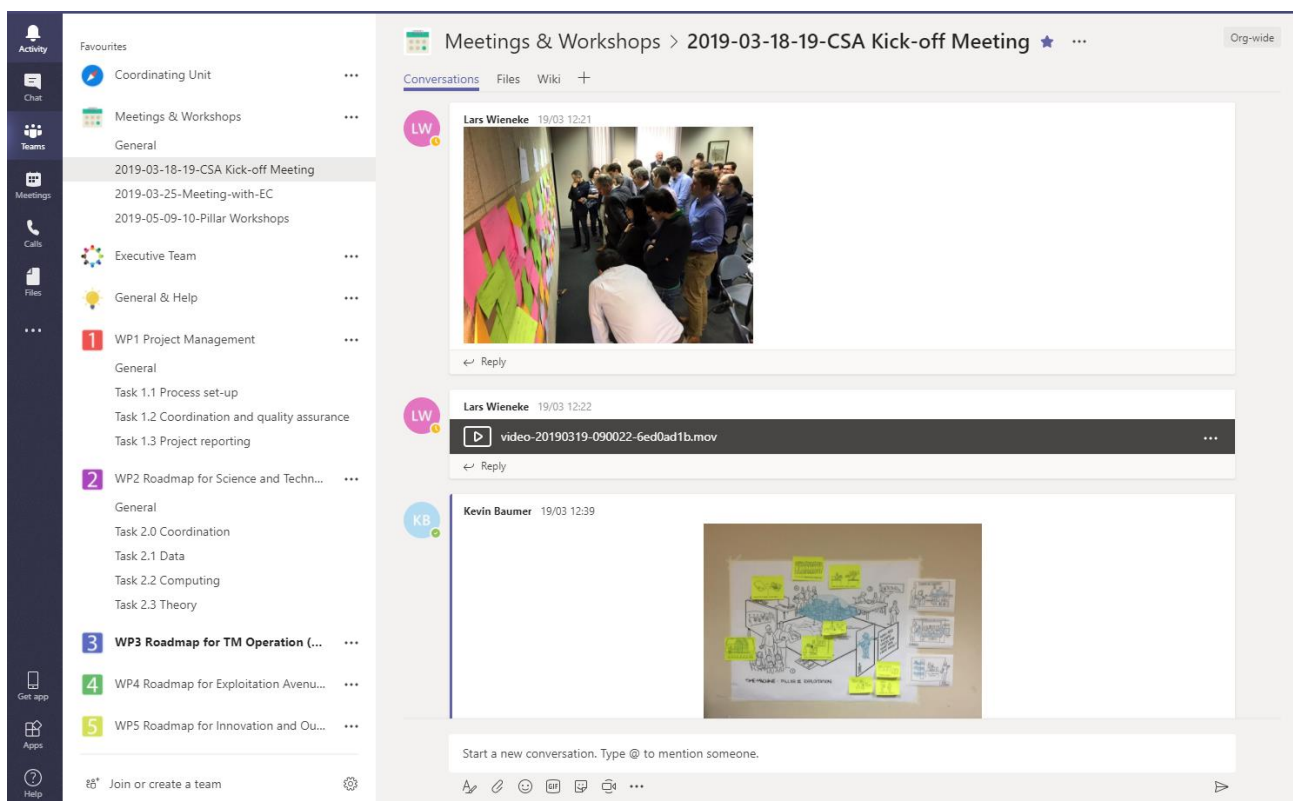 Activity
Chat
Teams
Meetings
Calls
Files
Get app
Apps
Help
Favourites
Coordinating Unit
Meetings & Workshops
General
2019-03-18-19-CSA Kick-off Meeting
2019-03-25-Meeting-with-EC
2019-05-09-10-Pillar Workshops
Executive Team
General & Help
1 WP1 Project Management
General
Task 1.1 Process set-up
Task 1.2 Coordination and quality assurance
Task 1.3 Project reporting
2 WP2 Roadmap for Science and Techn...
General
Task 2.0 Coordination
Task 2.1 Data
Task 2.2 Computing
Task 2.3 Theory
3 WP3 Roadmap for TM Operation (...
4 WP4 Roadmap for Exploitation Avenu...
5 WP5 Roadmap for Innovation and Ou...
Join or create a team
Meetings & Workshops > 2019-03-18-19-CSA Kick-off Meeting
Org-wide
Conversations Files Wiki
LW
Lars Wieneke 19/03 12:21
Reply
LW
Lars Wieneke 19/03 12:22
video-20190319-090022-6ed0ad1b.mov
Reply
KB
Kevin Baumer 19/03 12:39
Start a new conversation. Type @ to mention someone.
GIF